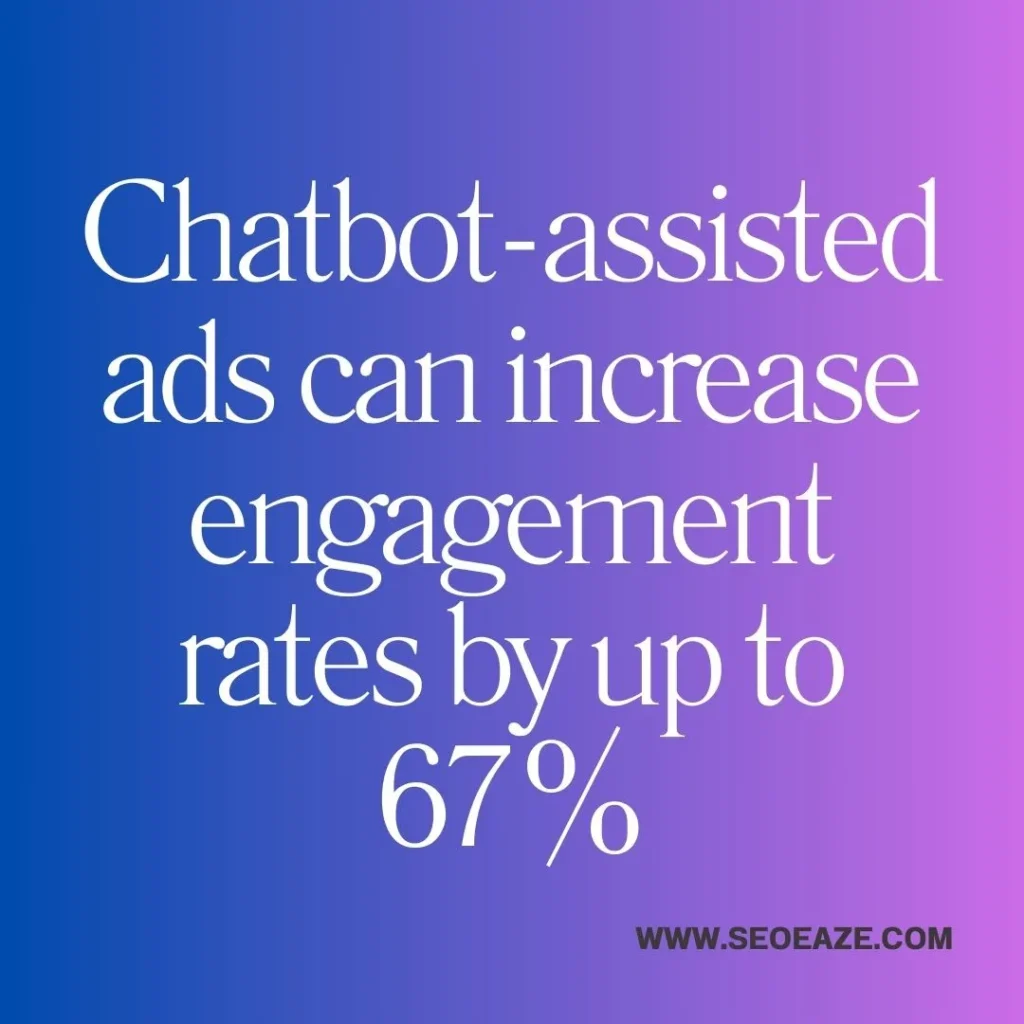 Chatbot-assisted
ads can increase
engagement
rates by up to
67%
WWW.SEOEAZE.COM